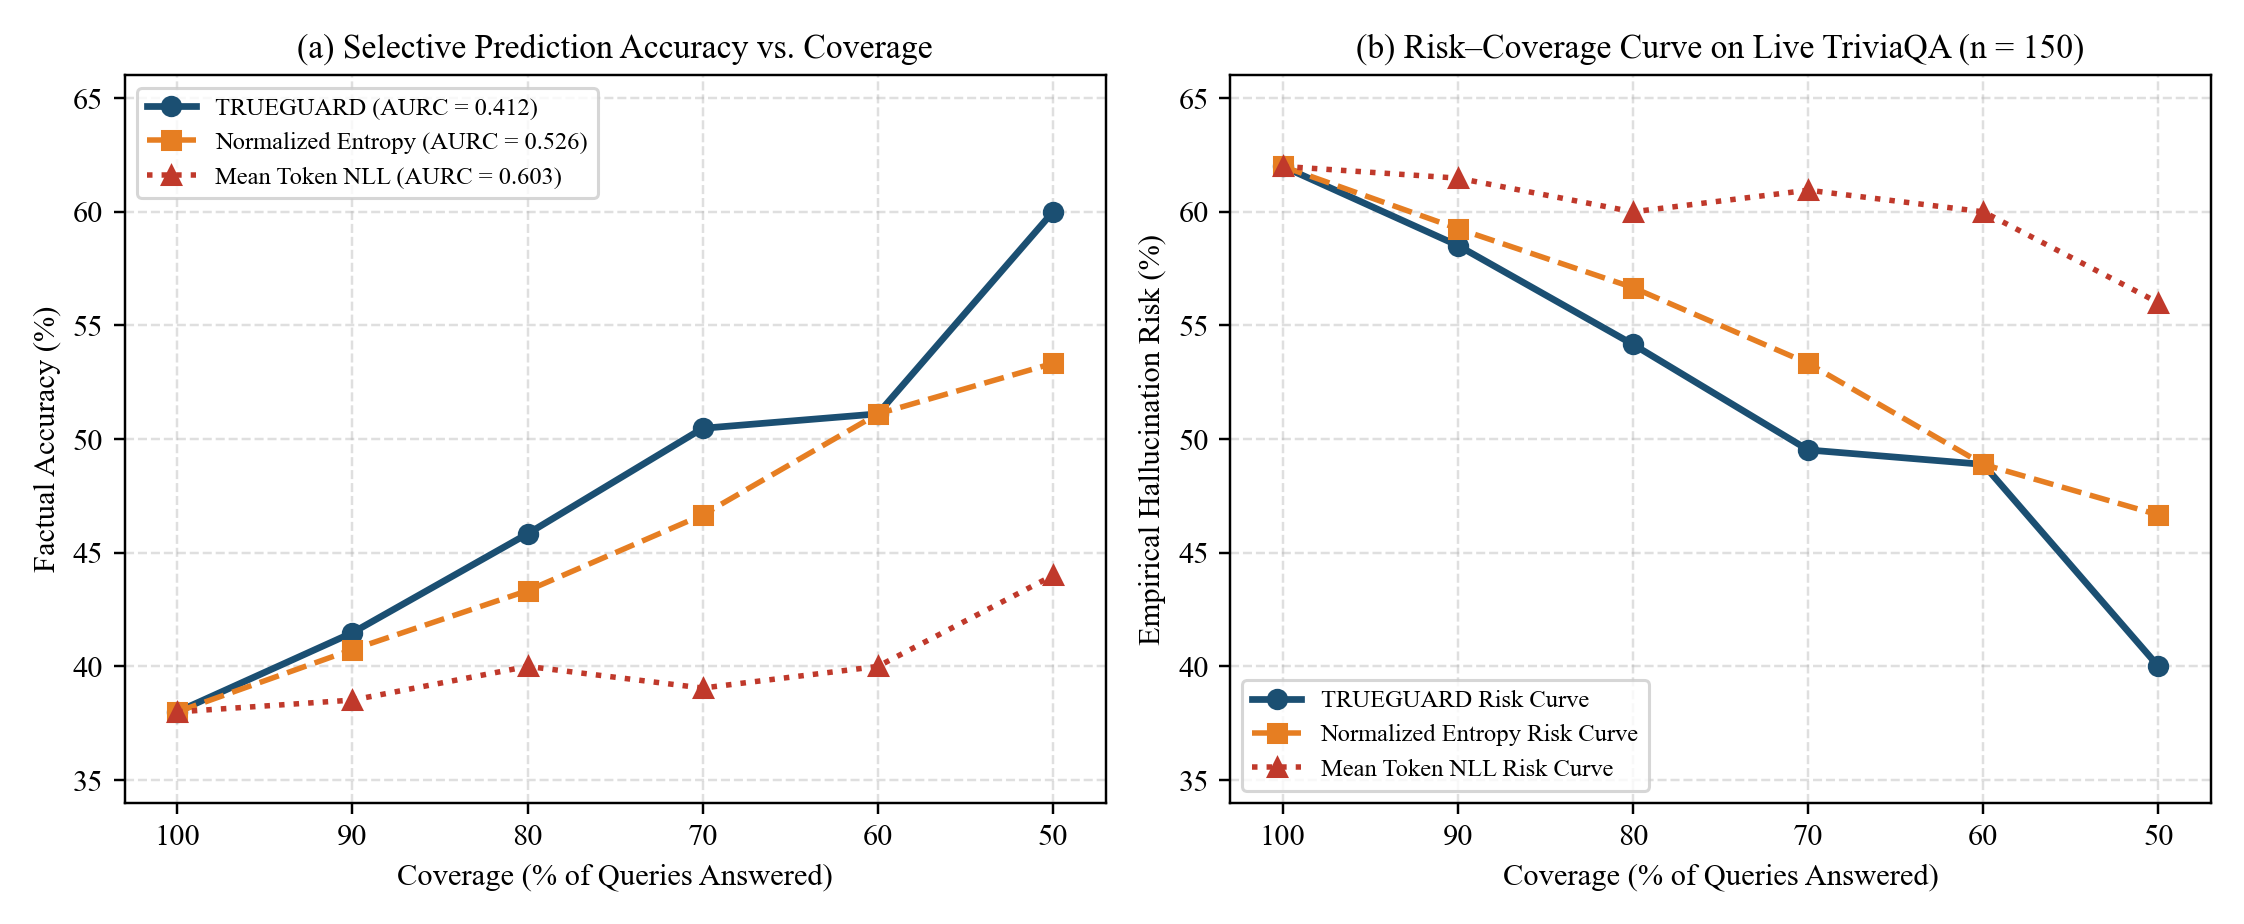 (a) Selective Prediction Accuracy vs. Coverage
65
60
55
50
45
40
35
Factual Accuracy (%)
TRUEGUARD (AURC = 0.412)
Normalized Entropy (AURC = 0.526)
Mean Token NLL (AURC = 0.603)
100 90 80 70 60 50
Coverage (% of Queries Answered)
(b) Risk–Coverage Curve on Live TriviaQA (n = 150)
65
60
55
50
45
40
35
Empirical Hallucination Risk (%)
TRUEGUARD Risk Curve
Normalized Entropy Risk Curve
Mean Token NLL Risk Curve
100 90 80 70 60 50
Coverage (% of Queries Answered)